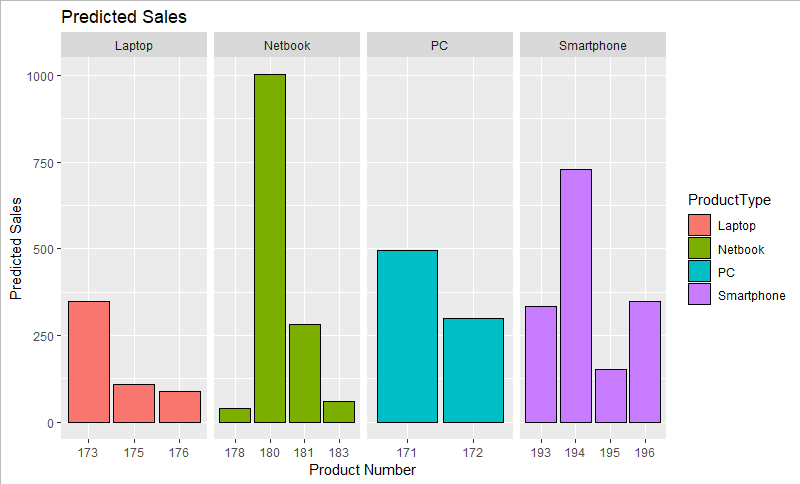 Predicted Sales
Laptop Netbook PC Smartphone
1000
750
500
250
0
Predicted Sales
173 175 176 178 180 181 183 171 172 193 194 195 196
Product Number
ProductType
Laptop
Netbook
PC
Smartphone